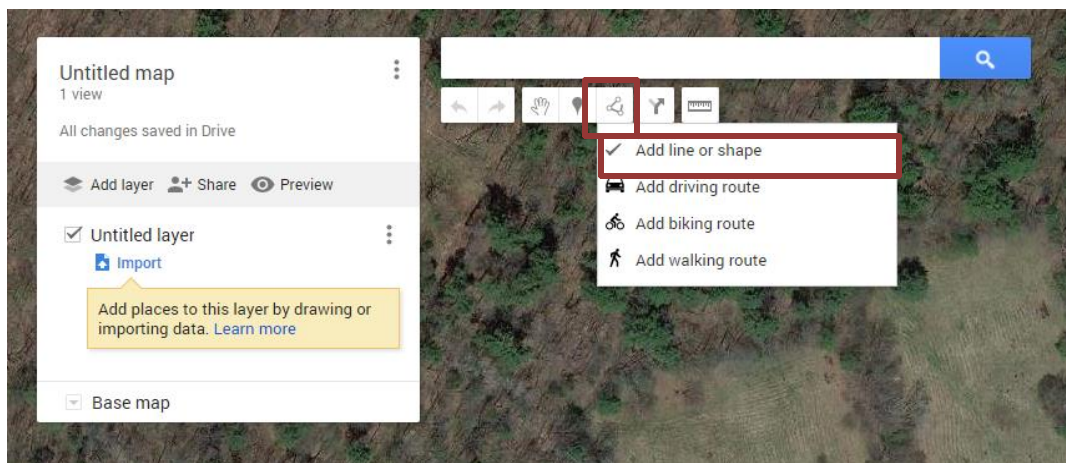 Untitled map
1 view
All changes saved in Drive
Add layer Share Preview
Untitled layer
Import
Add places to this layer by drawing or
importing data. Learn more
Base map
Add line or shape
Add driving route
Add biking route
Add walking route